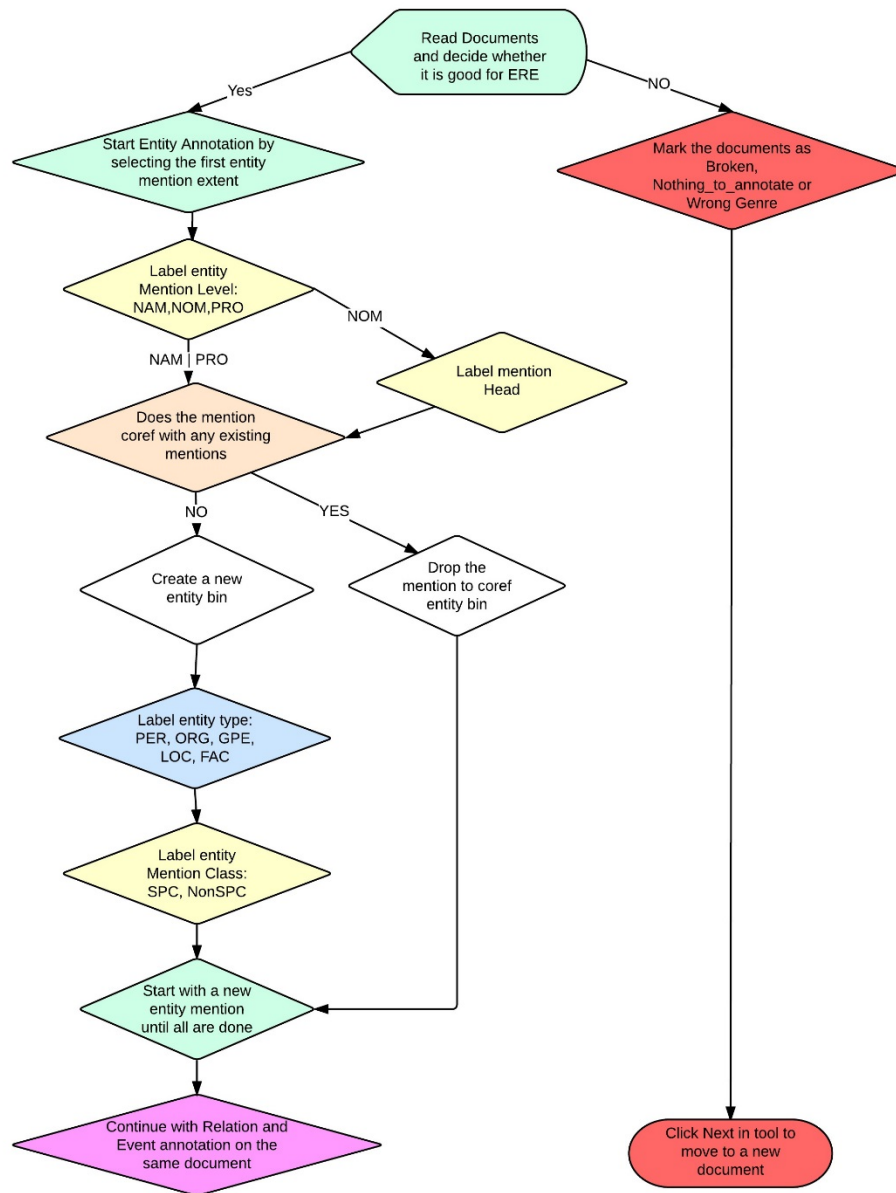 Read Documents
and decide whether
it is good for ERE
Yes
NO
Start Entity Annotation by
selecting the first entity
mention extent
Mark the documents as
Broken,
Nothing_to_annotate or
Wrong Genre
Label entity
Mention Level:
NAM,NOM,PRO
NOM
NAM | PRO
Label mention
Head
Does the mention
coref with any existing
mentions
NO
YES
Create a new
entity bin
Drop the
mention to coref
entity bin
Label entity type:
PER, ORG, GPE,
LOC, FAC
Label entity
Mention Class:
SPC, NonSPC
Start with a new
entity mention
until all are done
Continue with Relation and
Event annotation on the
same document
Click Next in tool to
move to a new
document